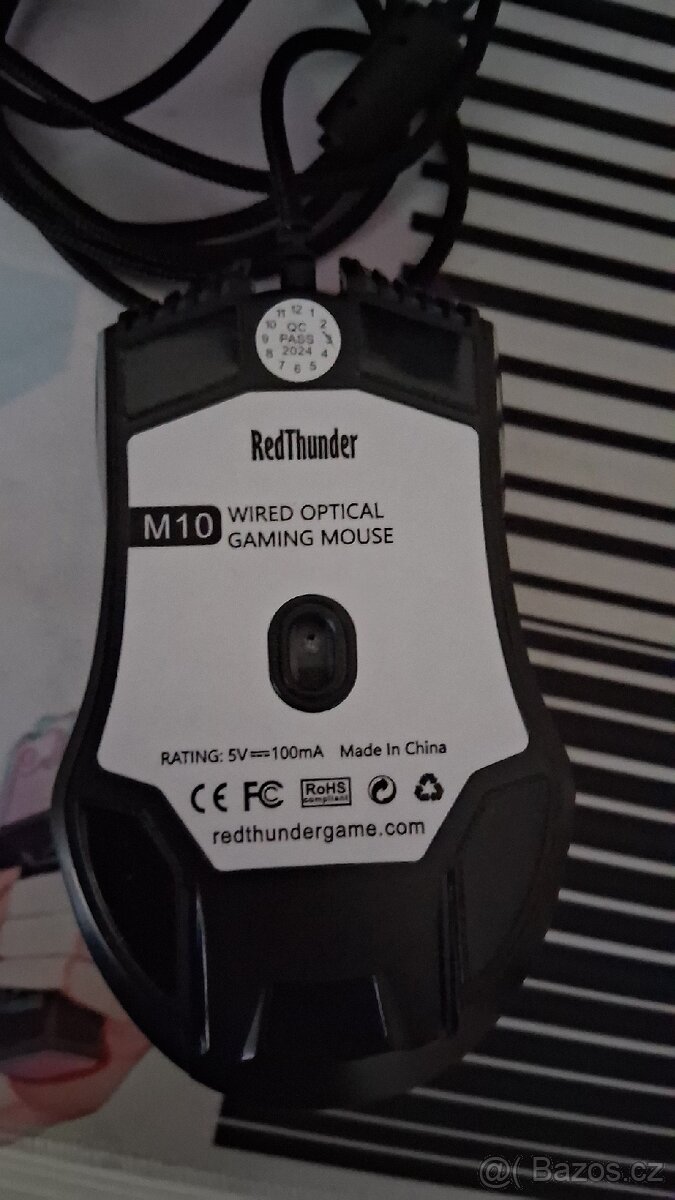 11 12 1
10 2
QC
9 PASS 3
2024
8 4
7 6 5
RedThunder
M10 WIRED OPTICAL
GAMING MOUSE
RATING: 5V⎓100mA Made In China
CE FC RoHS
compliant
redthundergame.com
@( Bazos.cz